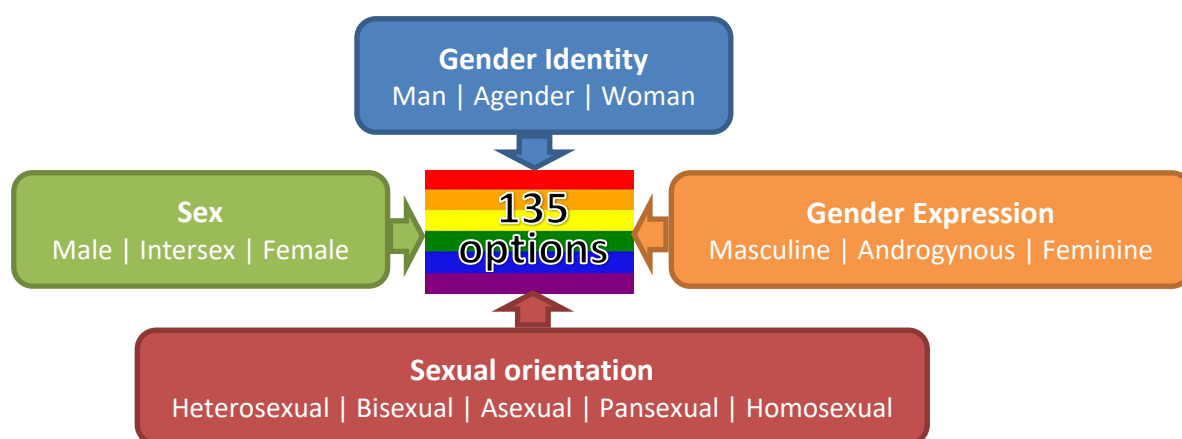 Gender Identity
Man | Agender | Woman
Sex
Male | Intersex | Female
135
options
Gender Expression
Masculine | Androgynous | Feminine
Sexual orientation
Heterosexual | Bisexual | Asexual | Pansexual | Homosexual